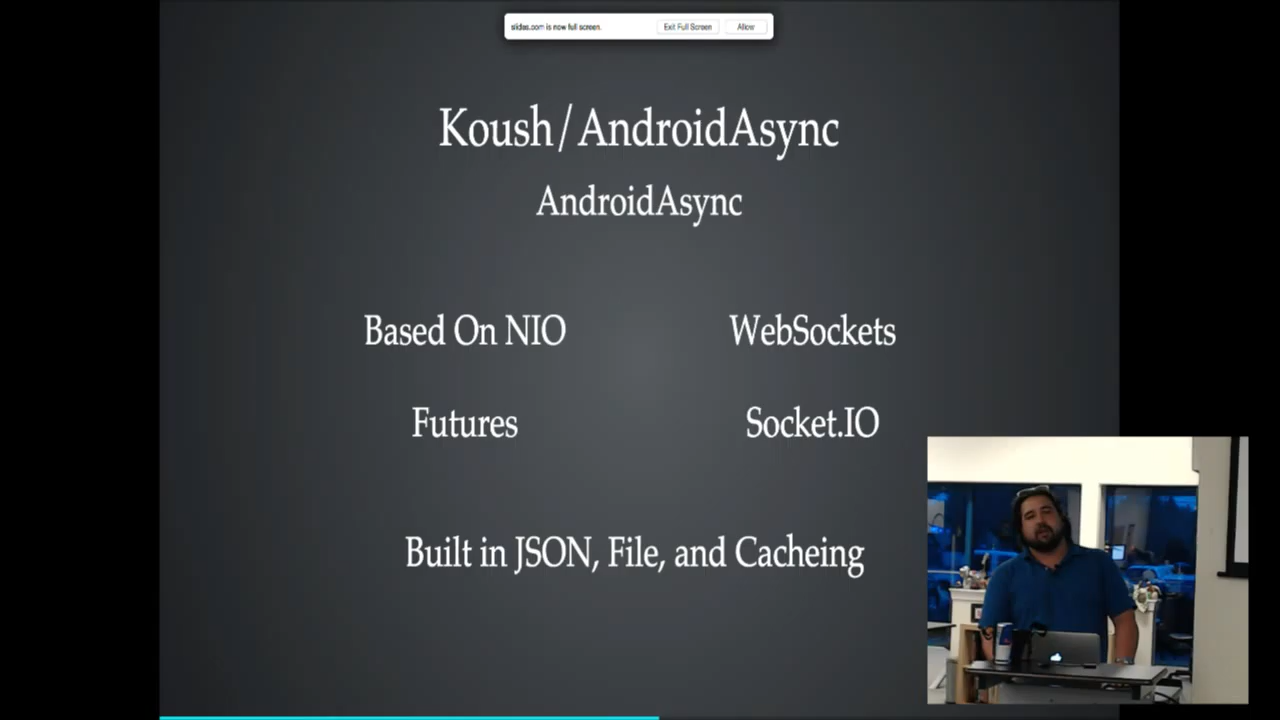 slides.com is now full screen.
Exit Full Screen
Allow
Koush/AndroidAsync
AndroidAsync
Based On NIO
WebSockets
Futures
Socket.IO
Built in JSON, File, and Cacheing